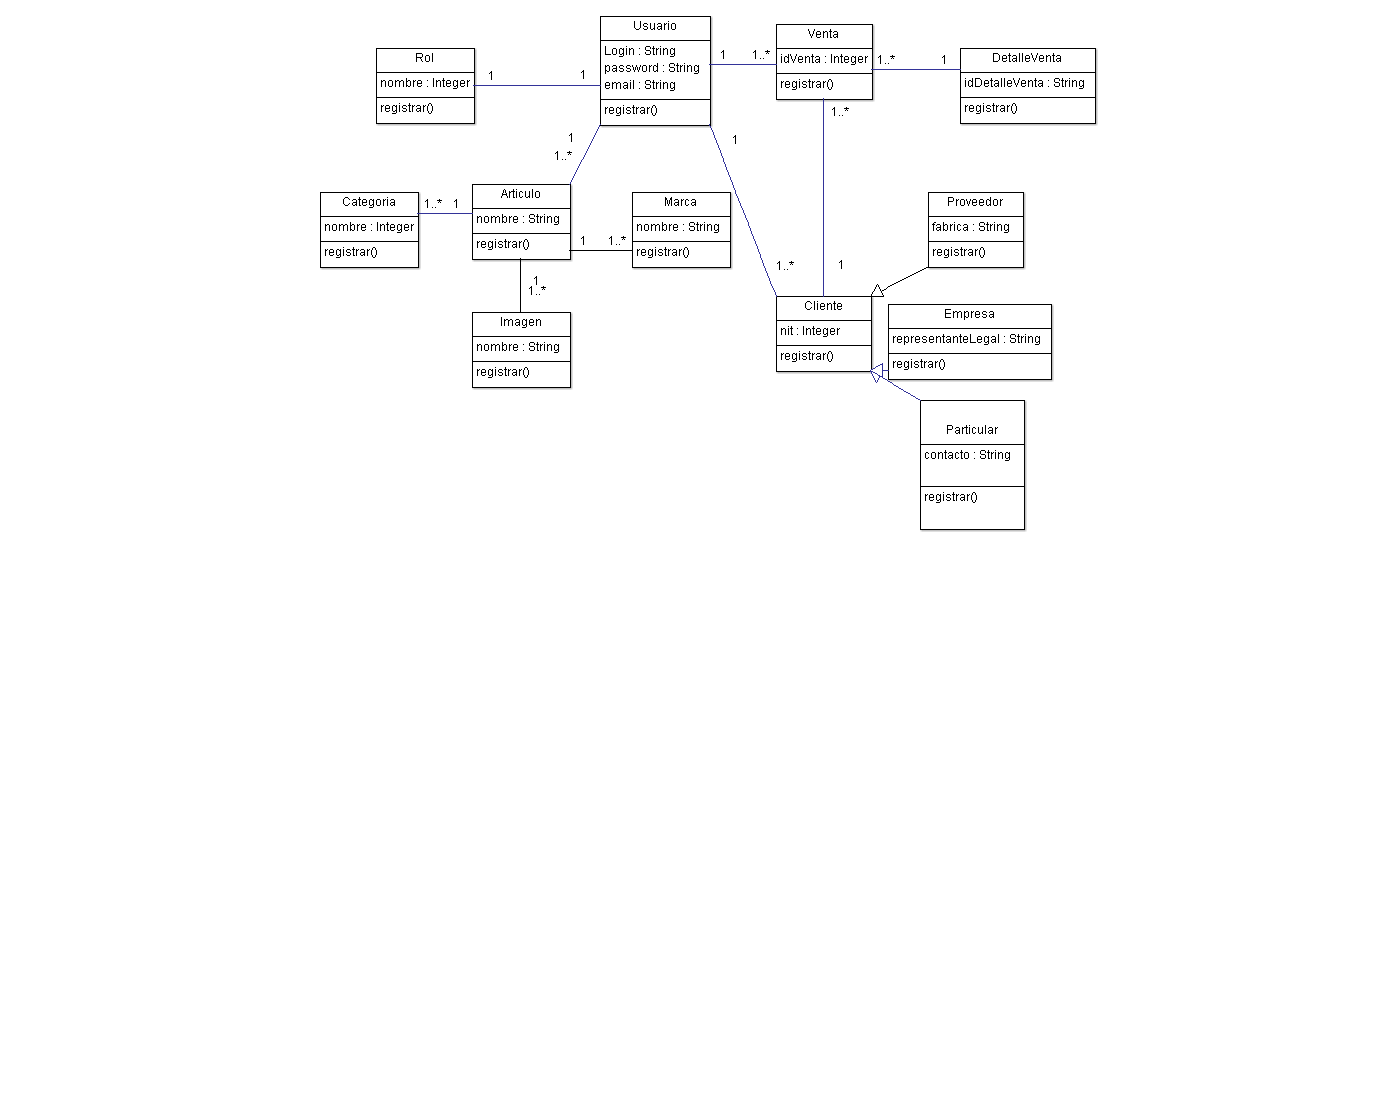 Usuario
Login : String
password : String
email : String
registrar()
Venta
idVenta : Integer
registrar()
Rol
nombre : Integer
registrar()
DetalleVenta
idDetalleVenta : String
registrar()
1
1
1
1..*
1..*
1
1
1..*
1
1..*
1..*
1
Categoria
nombre : Integer
registrar()
1..*
1
Articulo
nombre : String
registrar()
1
1..*
Marca
nombre : String
registrar()
Proveedor
fabrica : String
registrar()
1
1..*
Imagen
nombre : String
registrar()
Cliente
nit : Integer
registrar()
Empresa
representanteLegal : String
registrar()
Particular
contacto : String
registrar()